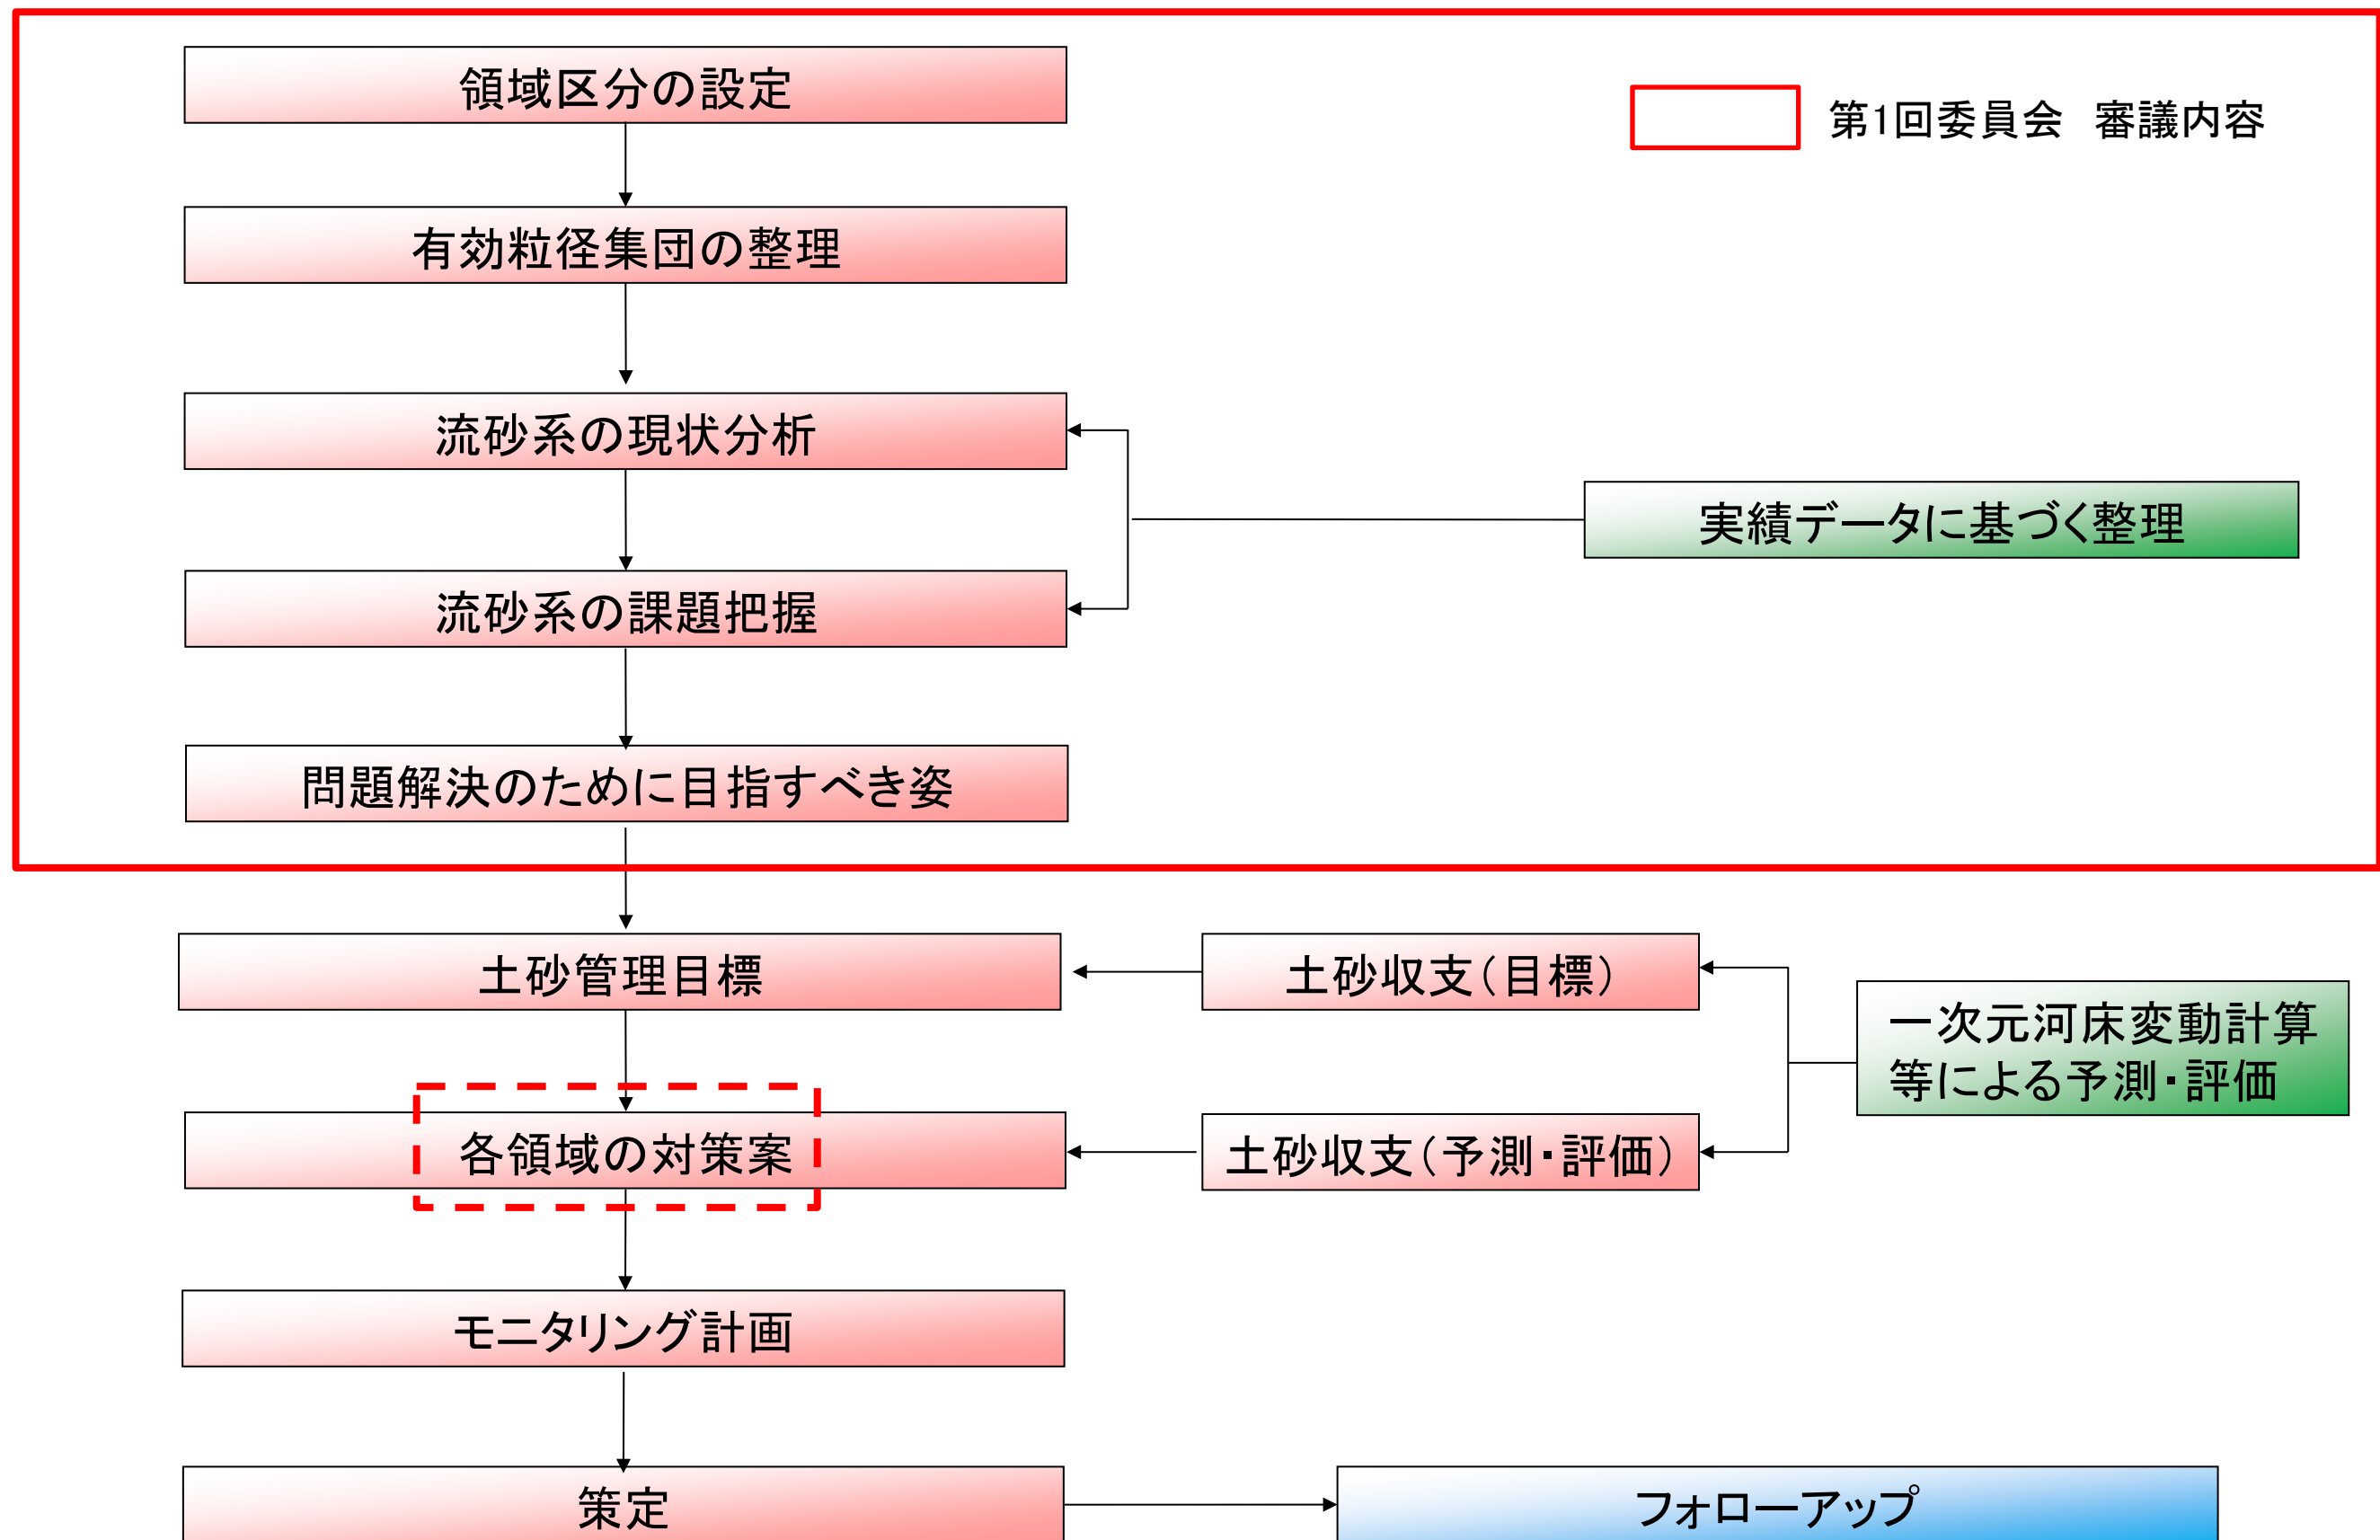 領域区分の設定
第1回委員会　審議内容
有効粒径集団の整理
流砂系の現状分析
実績データに基づく整理
流砂系の課題把握
問題解決のために目指すべき姿
土砂管理目標
土砂収支（目標）
一次元河床変動計算
等による予測・評価
各領域の対策案
土砂収支（予測・評価）
モニタリング計画
策定
フォローアップ